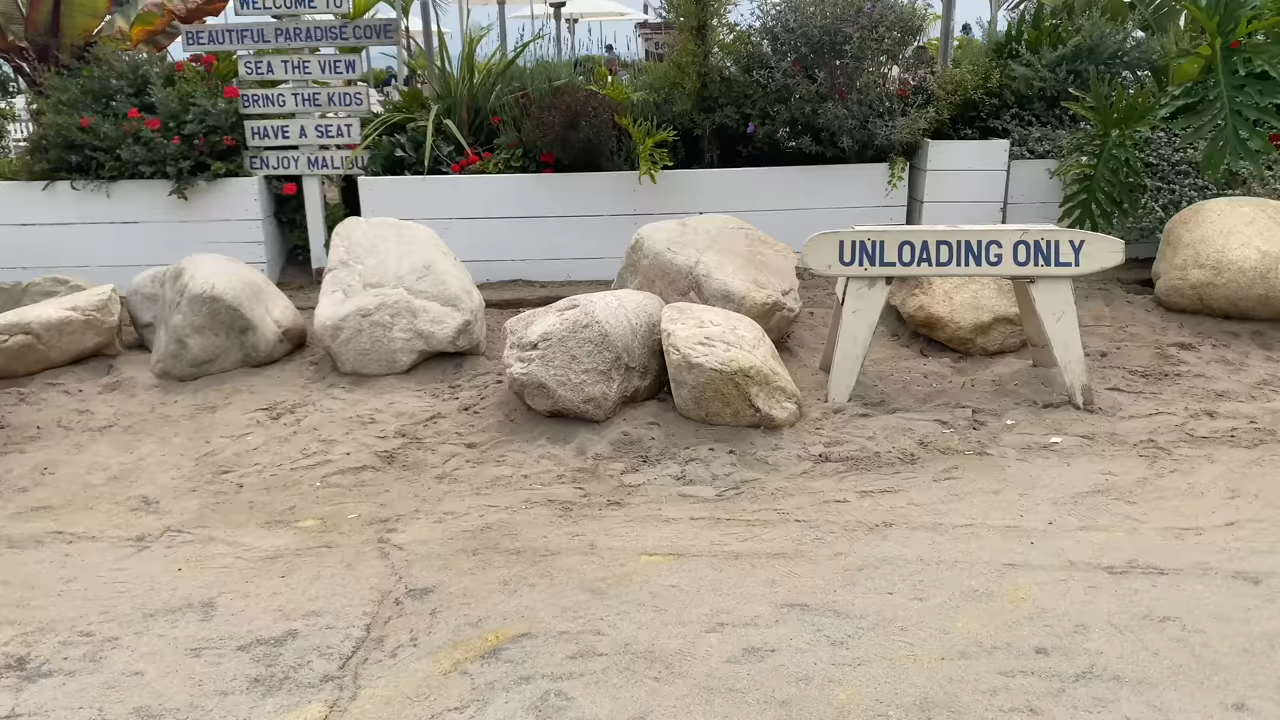 WELCOME TO
BEAUTIFUL PARADISE COVE
SEA THE VIEW
BRING THE KIDS
HAVE A SEAT
ENJOY MALIBU
UNLOADING ONLY